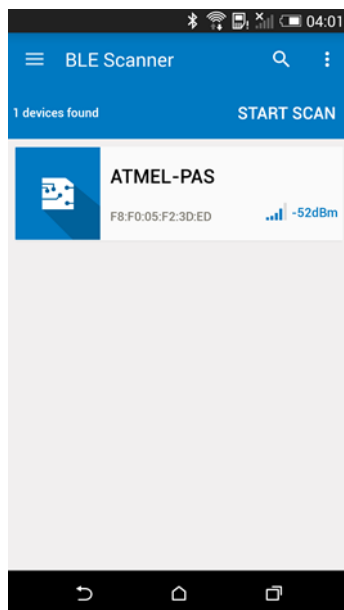 04:01
BLE Scanner
1 devices found START SCAN
ATMEL-PAS
F8:F0:05:F2:3D:ED -52dBm